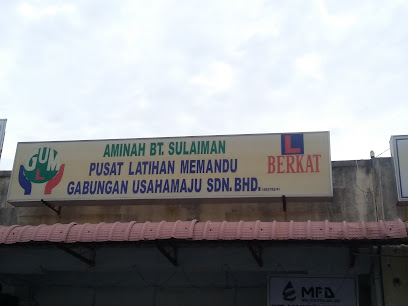 GUM
L
AMINAH BT. SULAIMAN
PUSAT LATIHAN MEMANDU
GABUNGAN USAHAMAJU SDN. BHD.
L
BERKAT
MFD